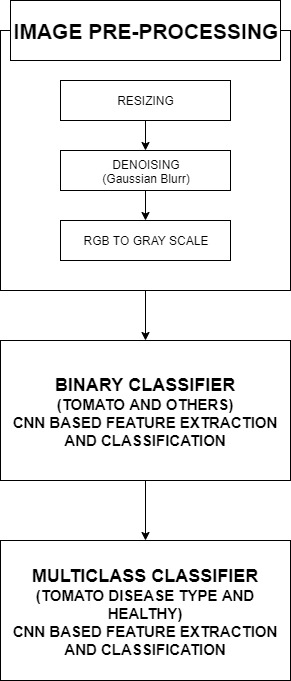 IMAGE PRE-PROCESSING
RESIZING
DENOISING
(Gaussian Blurr)
RGB TO GRAY SCALE
BINARY CLASSIFIER
(TOMATO AND OTHERS)
CNN BASED FEATURE EXTRACTION
AND CLASSIFICATION
MULTICLASS CLASSIFIER
(TOMATO DISEASE TYPE AND
HEALTHY)
CNN BASED FEATURE EXTRACTION
AND CLASSIFICATION